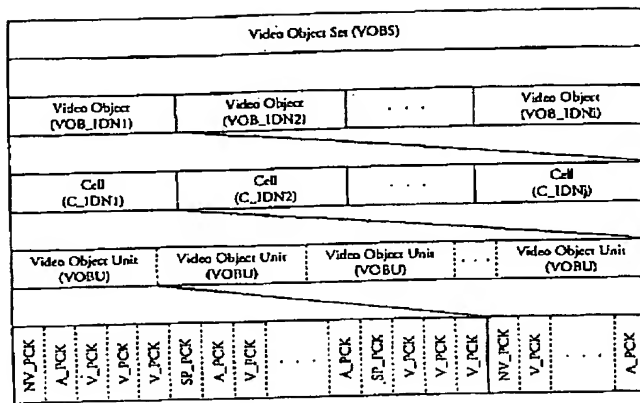 Video Object Set (VOBS)
Video Object
(VOB_IDN1)
Video Object
(VOB_IDN2)
. . .
Video Object
(VOB_IDNi)
Cell
(C_IDN1)
Cell
(C_IDN2)
. . .
Cell
(C_IDNj)
Video Object Unit
(VOBU)
Video Object Unit
(VOBU)
Video Object Unit
(VOBU)
. . .
Video Object Unit
(VOBU)
NV_PCK
A_PCK
V_PCK
V_PCK
V_PCK
SP_PCK
A_PCK
V_PCK
. . . .
A_PCK
SP_PCK
V_PCK
V_PCK
V_PCK
NV_PCK
V_PCK
. . . .
A_PCK